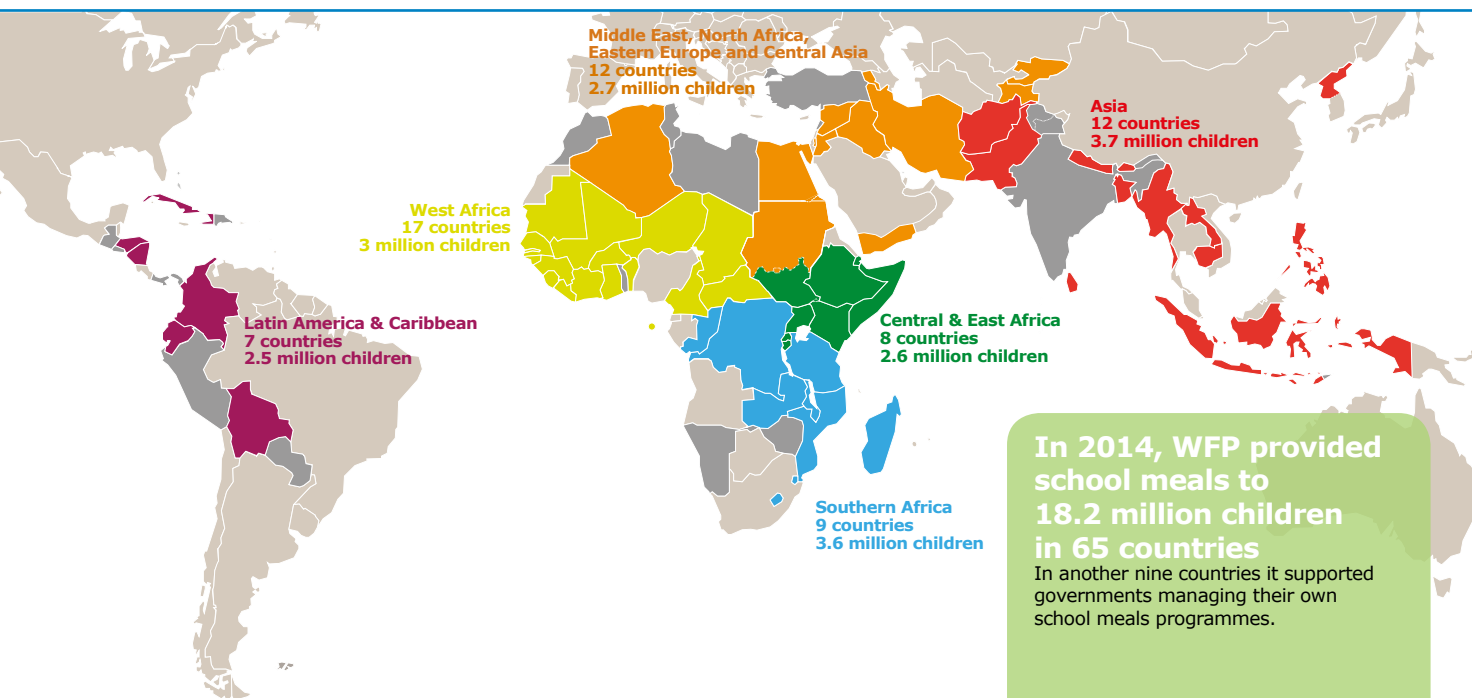 Middle East, North Africa,
Eastern Europe and Central Asia
12 countries
2.7 million children
Asia
12 countries
3.7 million children
West Africa
17 countries
3 million children
Latin America & Caribbean
7 countries
2.5 million children
Central & East Africa
8 countries
2.6 million children
Southern Africa
9 countries
3.6 million children
In 2014, WFP provided
school meals to
18.2 million children
in 65 countries
In another nine countries it supported
governments managing their own
school meals programmes.